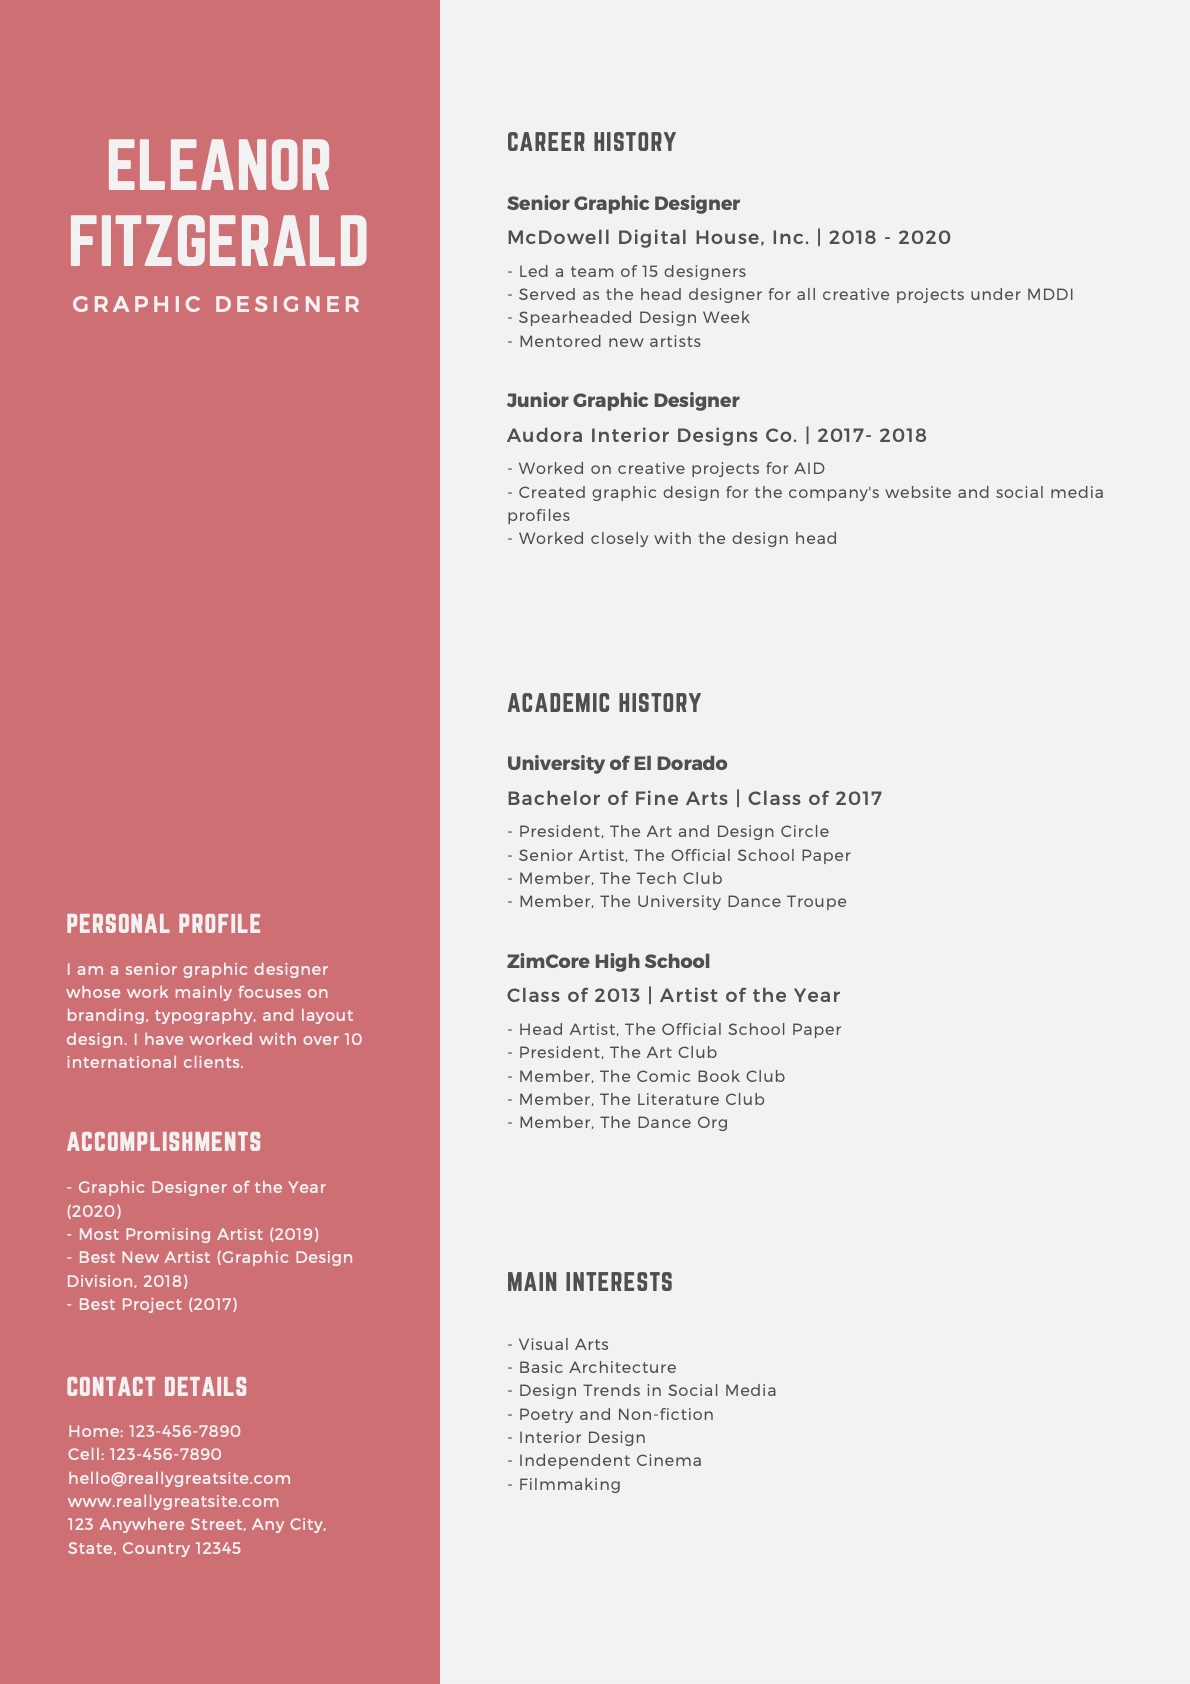 ELEANOR
FITZGERALD
GRAPHIC DESIGNER
PERSONAL PROFILE
I am a senior graphic designer
whose work mainly focuses on
branding, typography, and layout
design. I have worked with over 10
international clients.
ACCOMPLISHMENTS
- Graphic Designer of the Year
(2020)
- Most Promising Artist (2019)
- Best New Artist (Graphic Design
Division, 2018)
- Best Project (2017)
CONTACT DETAILS
Home: 123-456-7890
Cell: 123-456-7890
hello@reallygreatsite.com
www.reallygreatsite.com
123 Anywhere Street, Any City,
State, Country 12345
CAREER HISTORY
Senior Graphic Designer
McDowell Digital House, Inc. | 2018 - 2020
- Led a team of 15 designers
- Served as the head designer for all creative projects under MDDI
- Spearheaded Design Week
- Mentored new artists
Junior Graphic Designer
Audora Interior Designs Co. | 2017- 2018
- Worked on creative projects for AID
- Created graphic design for the company's website and social media
profiles
- Worked closely with the design head
ACADEMIC HISTORY
University of El Dorado
Bachelor of Fine Arts | Class of 2017
- President, The Art and Design Circle
- Senior Artist, The Official School Paper
- Member, The Tech Club
- Member, The University Dance Troupe
ZimCore High School
Class of 2013 | Artist of the Year
- Head Artist, The Official School Paper
- President, The Art Club
- Member, The Comic Book Club
- Member, The Literature Club
- Member, The Dance Org
MAIN INTERESTS
- Visual Arts
- Basic Architecture
- Design Trends in Social Media
- Poetry and Non-fiction
- Interior Design
- Independent Cinema
- Filmmaking